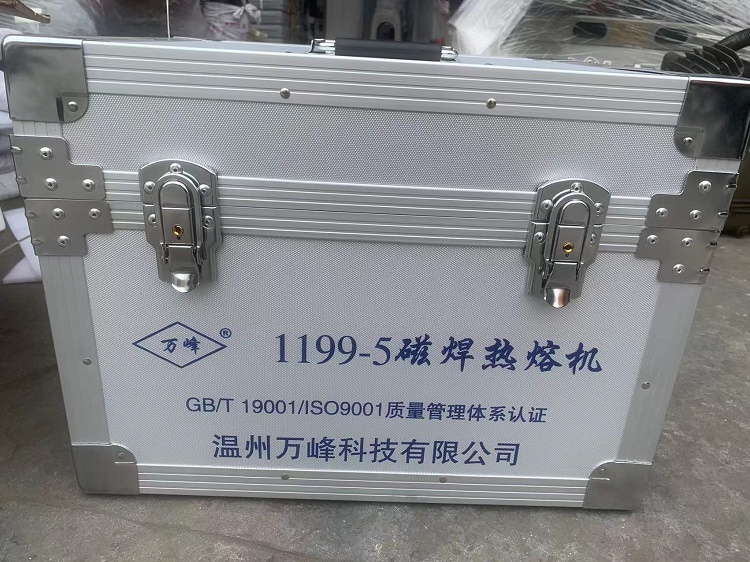 万峰®
1199-5磁焊热熔机
GB/T 19001/ISO9001质量管理体系认证
温州万峰科技有限公司